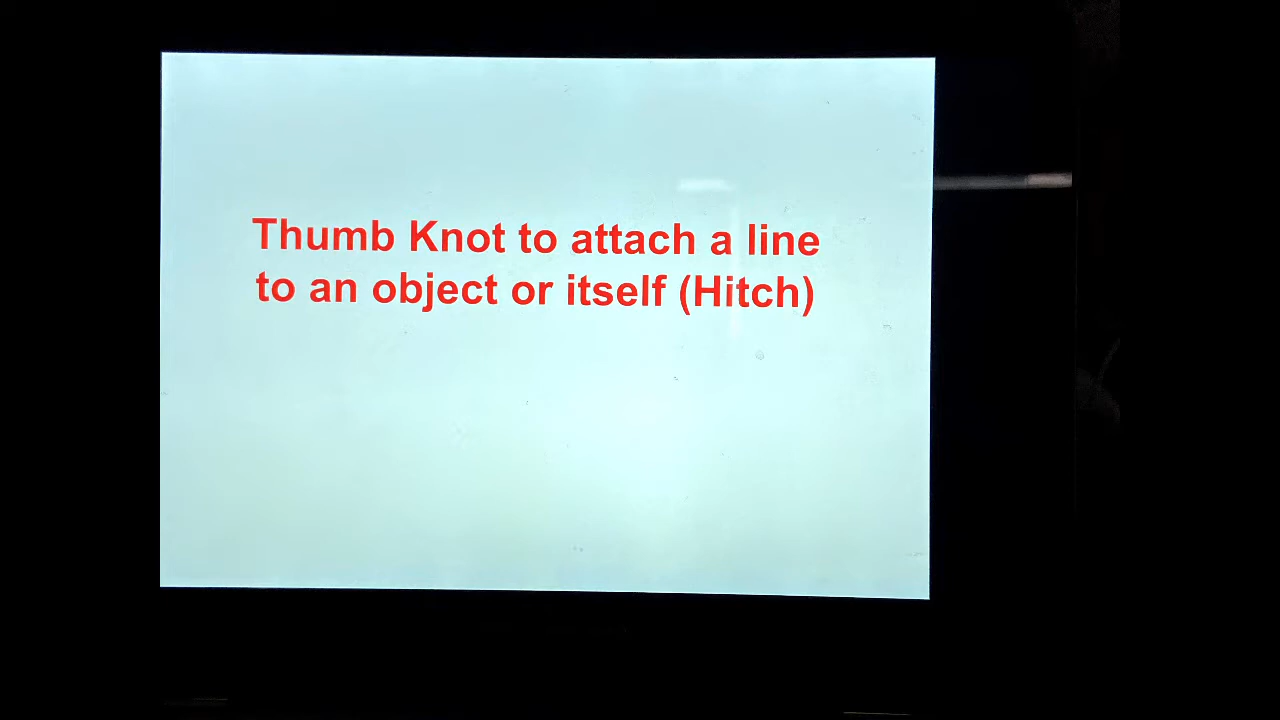 Thumb Knot to attach a line
to an object or itself (Hitch)